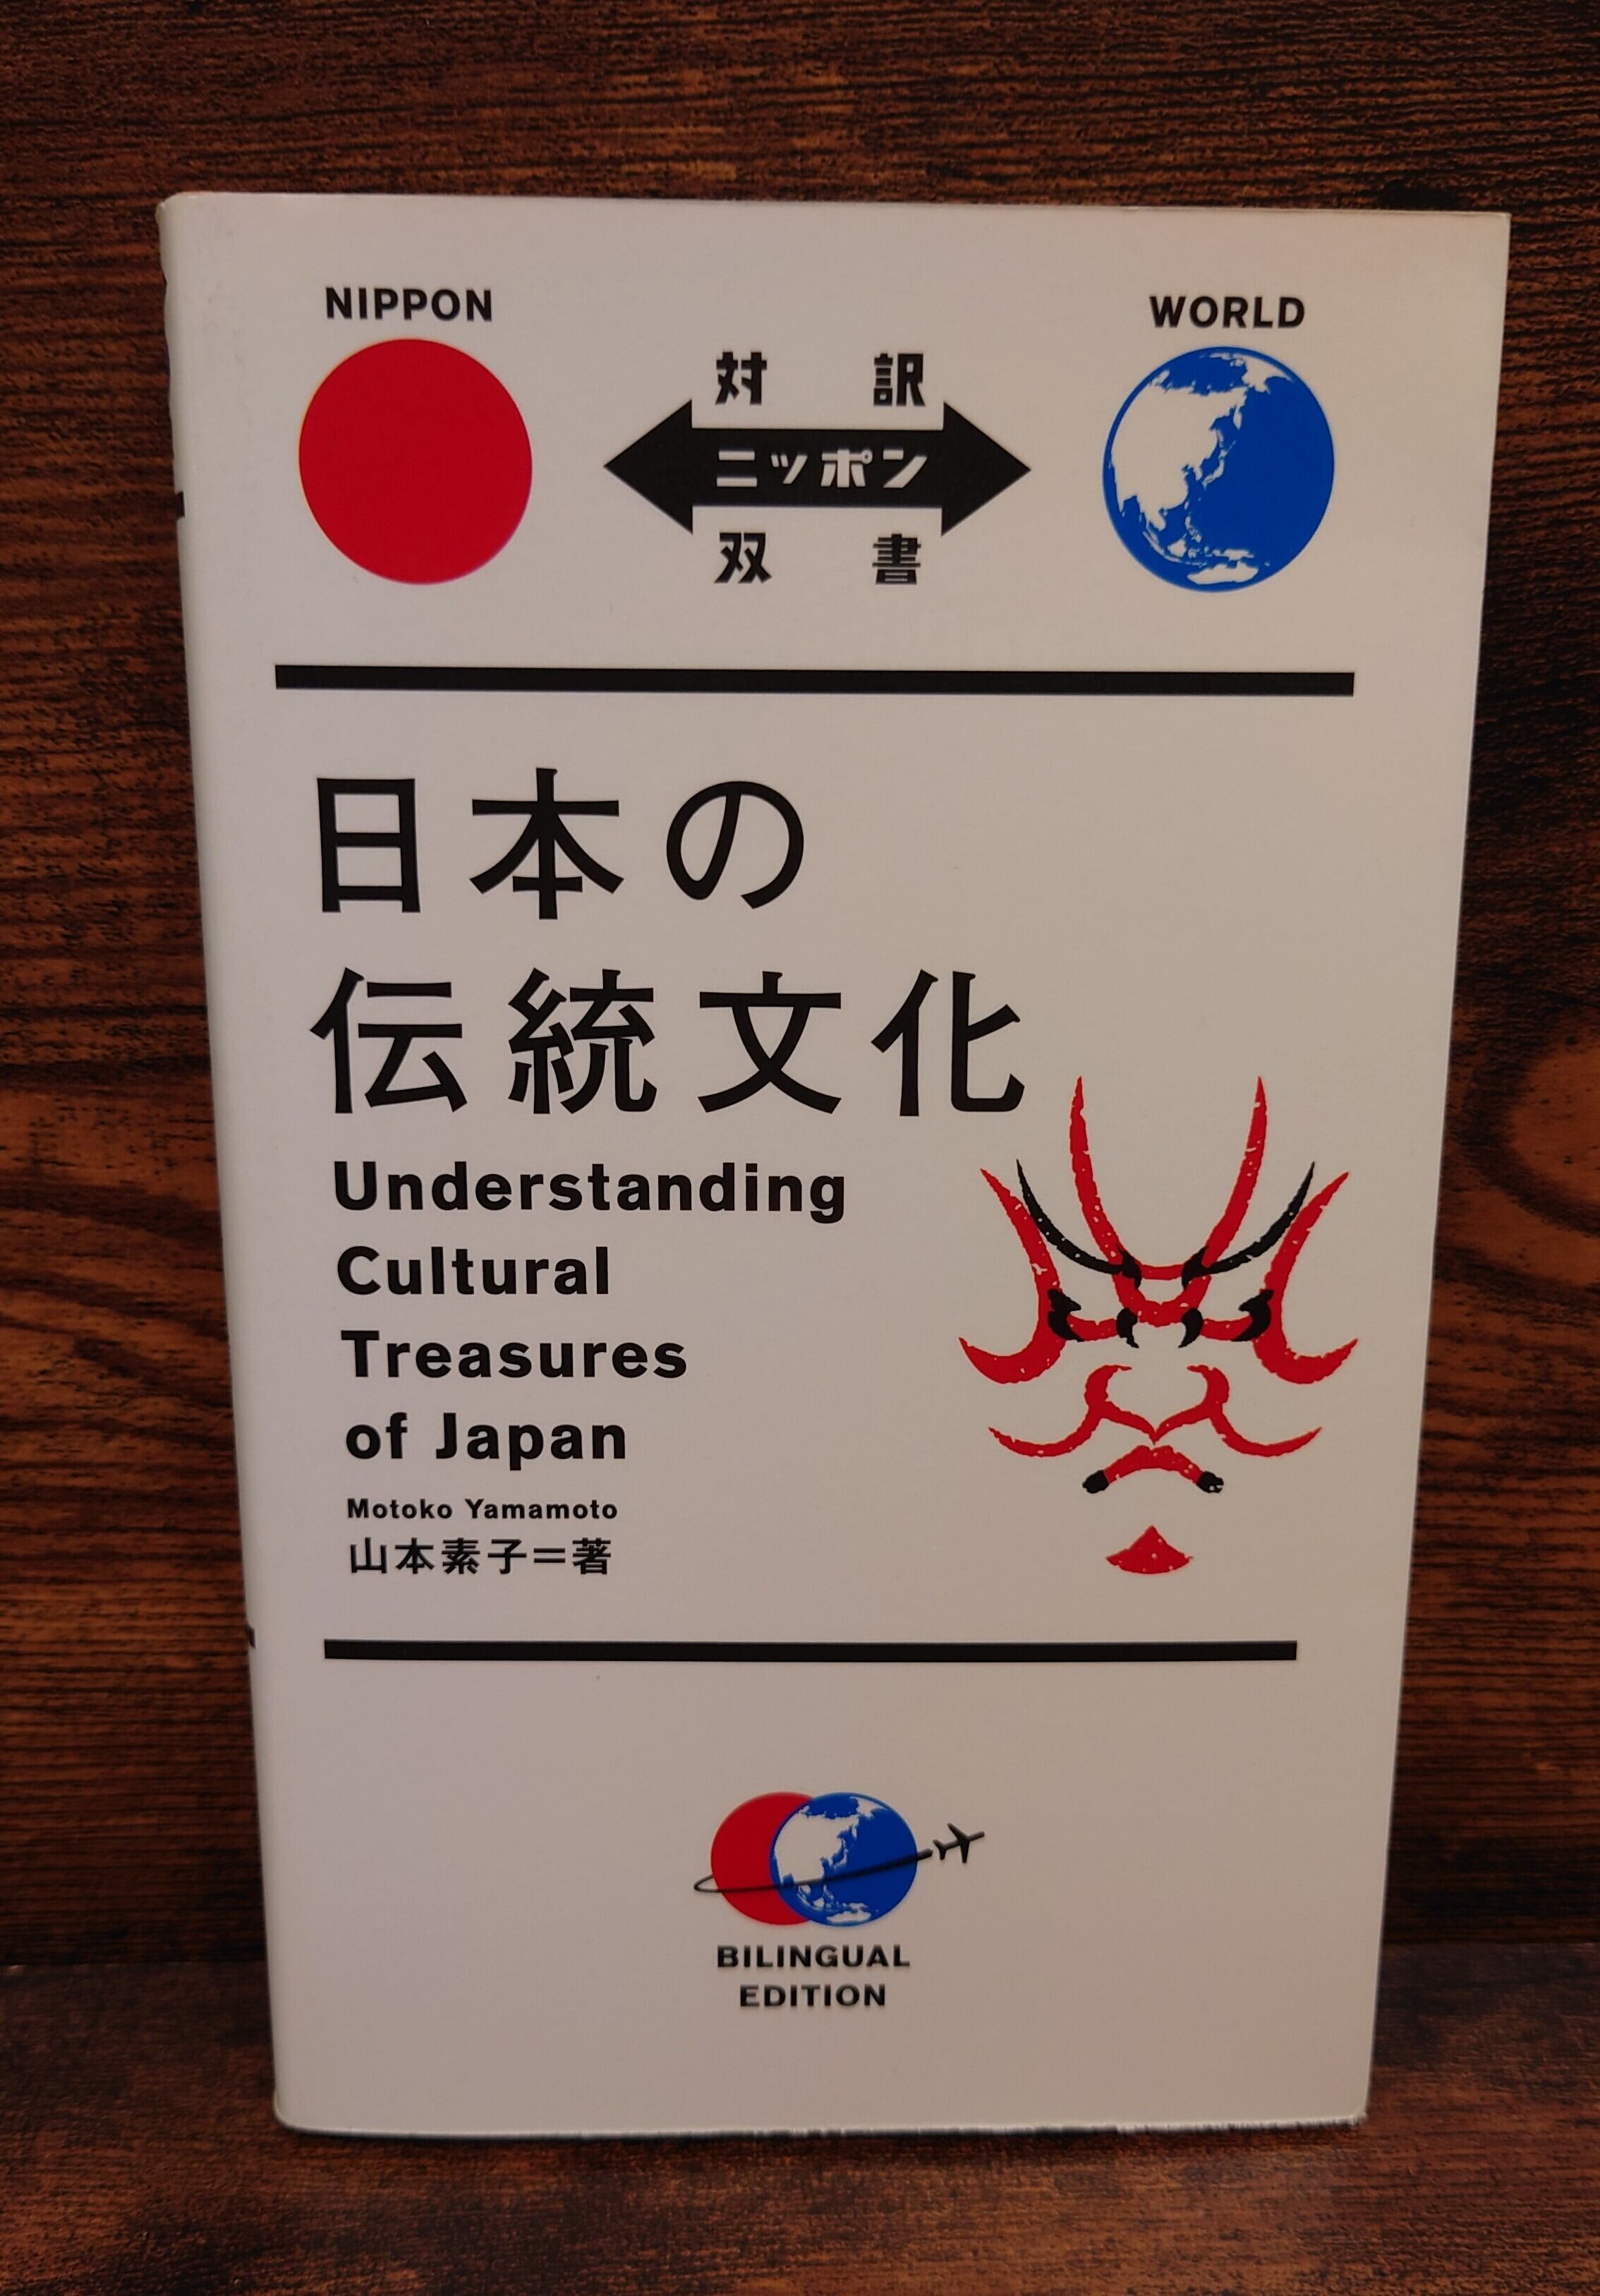 NIPPON
WORLD
対訳
ニッポン
双書
日本の
伝統文化
Understanding
Cultural
Treasures
of Japan
Motoko Yamamoto
山本素子=著
BILINGUAL
EDITION